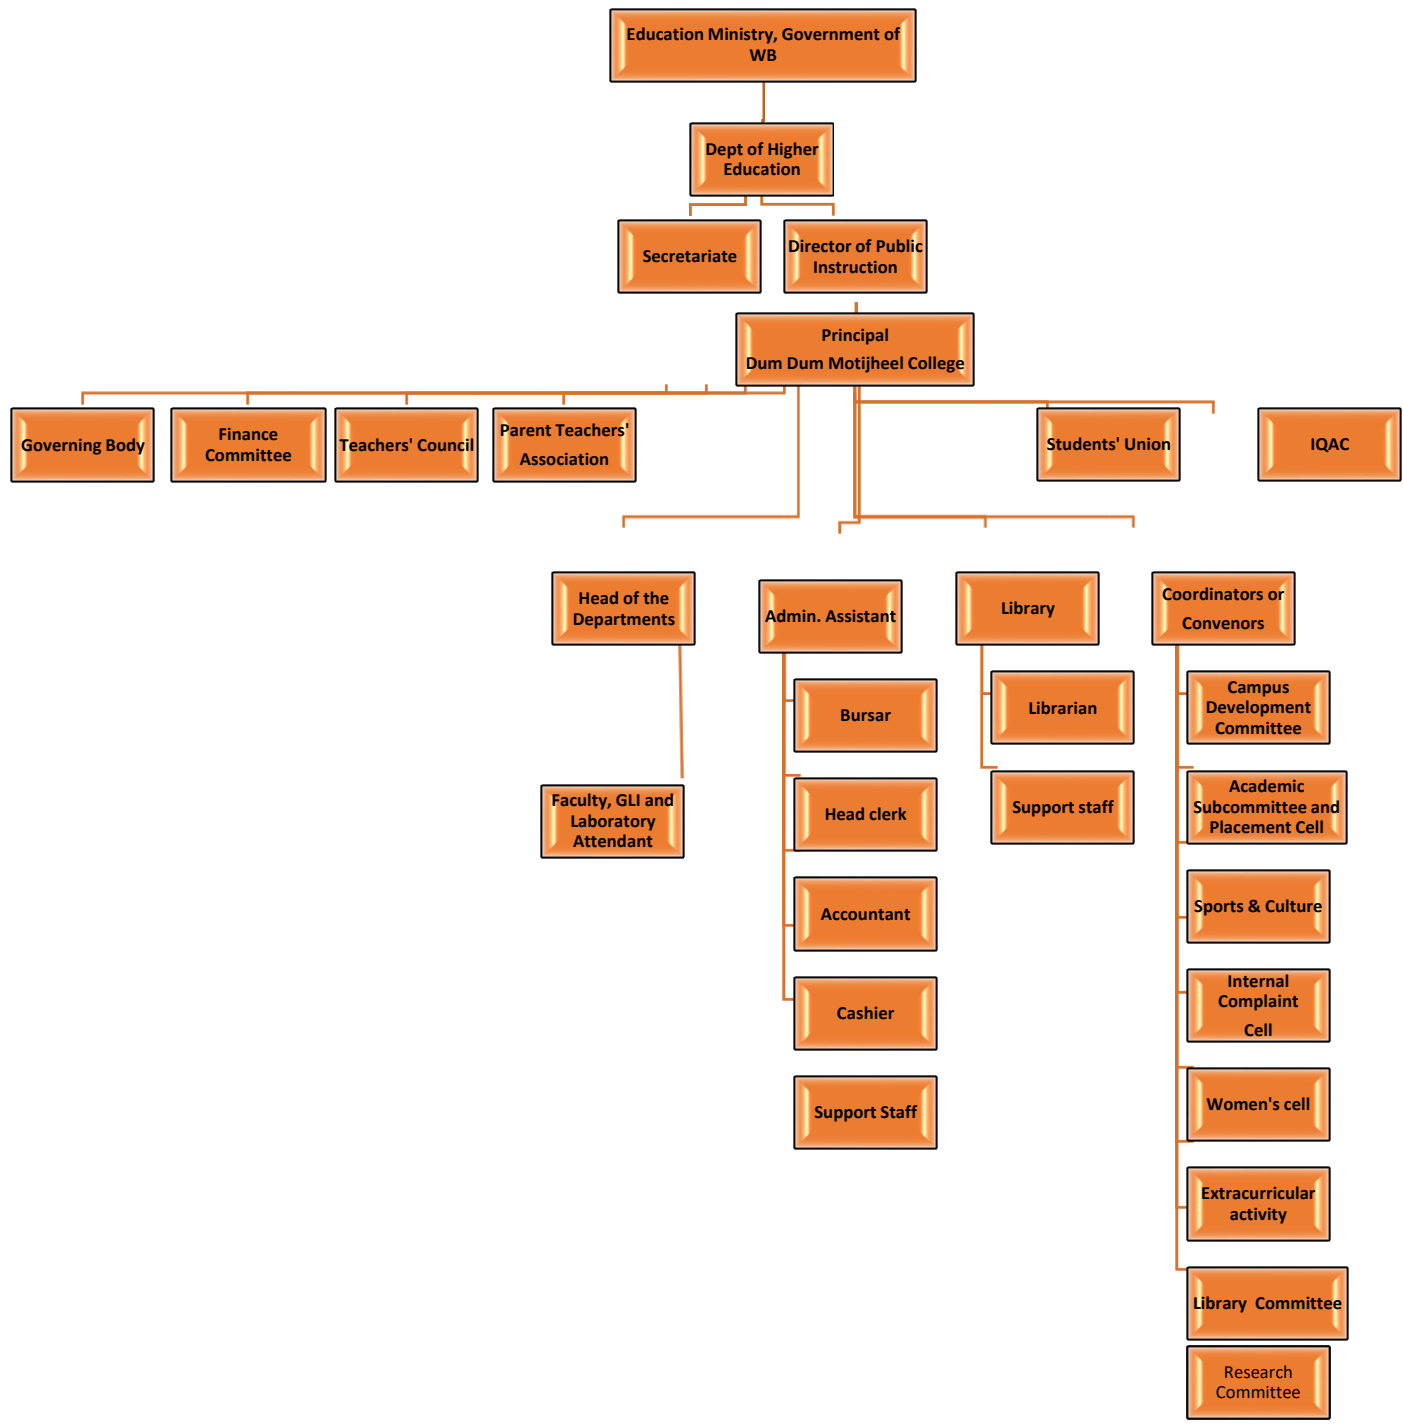 Education Ministry, Government of
WB
Dept of Higher
Education
Secretariate
Director of Public
Instruction
Principal
Dum Dum Motijheel College
Governing Body
Finance
Committee
Teachers' Council
Parent Teachers'
Association
Students' Union
IQAC
Head of the
Departments
Faculty, GLI and
Laboratory
Attendant
Admin. Assistant
Bursar
Head clerk
Accountant
Cashier
Support Staff
Library
Librarian
Support staff
Coordinators or
Convenors
Campus
Development
Committee
Academic
Subcommittee and
Placement Cell
Sports & Culture
Internal
Complaint
Cell
Women's cell
Extracurricular
activity
Library  Committee
Research
Committee